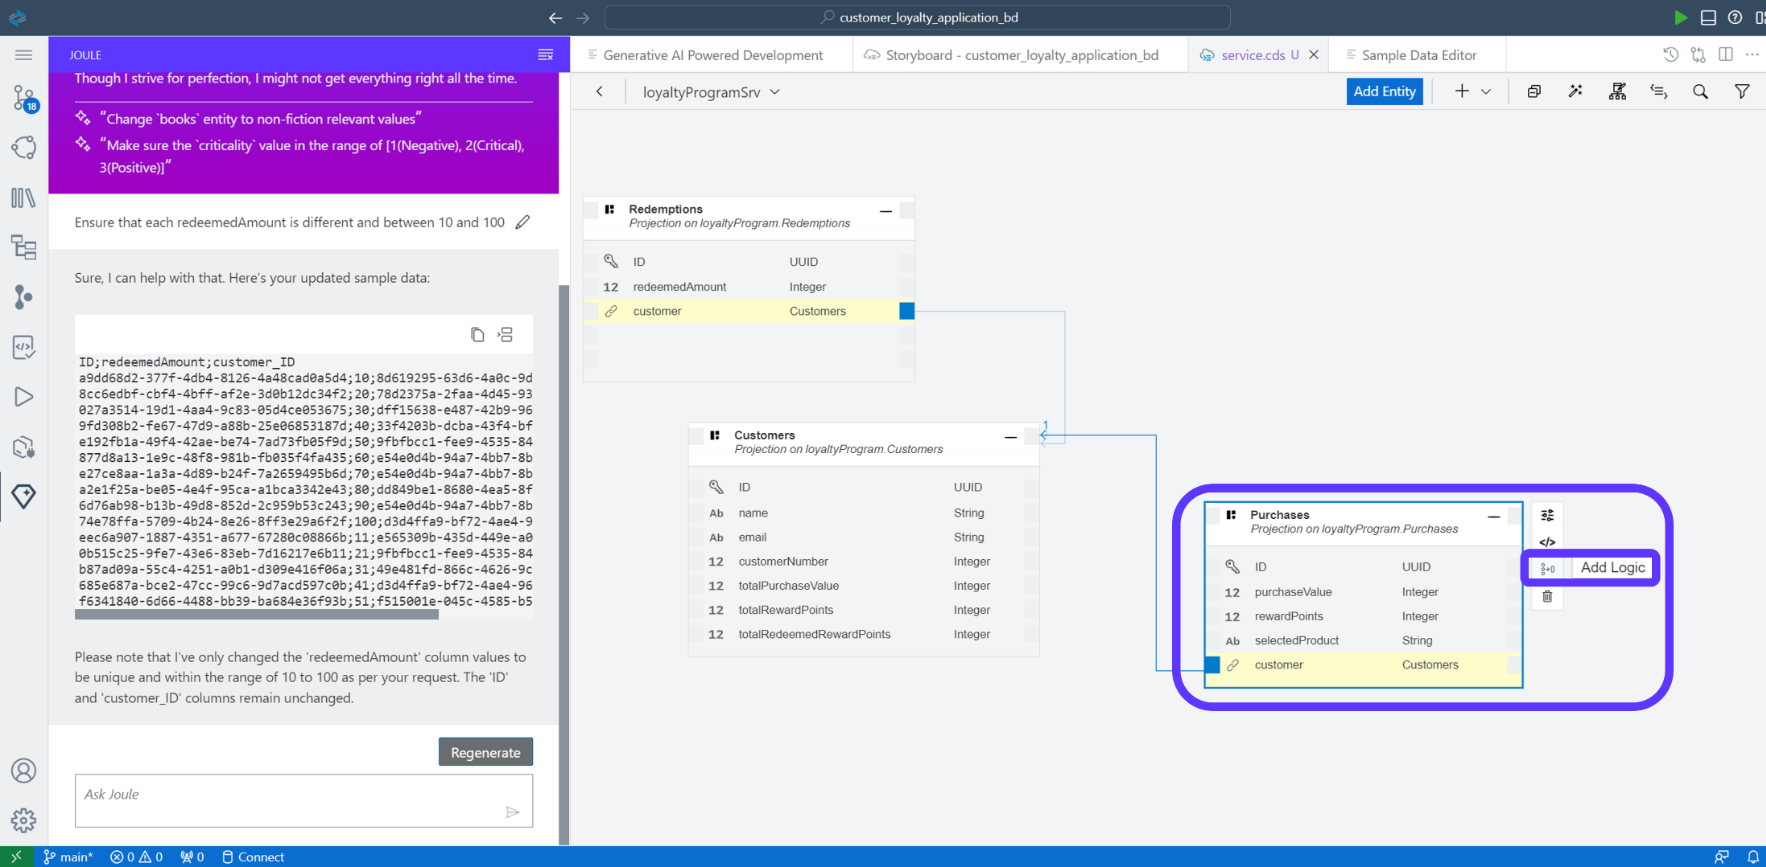 customer_loyalty_application_bd
JOULE
Though I strive for perfection, I might not get everything right all the time.
"Change `books` entity to non-fiction relevant values"
"Make sure the `criticality` value in the range of [1(Negative), 2(Critical),
3(Positive)]"
Ensure that each redeemedAmount is different and between 10 and 100
Sure, I can help with that. Here's your updated sample data:
ID;redeemedAmount;customer_ID
a9dd68d2-377f-4db4-8126-4a48cad0a5d4;10;8d619295-63d6-4a0c-9d
8cc6edbf-cbf4-4bff-af2e-3d0b12dc34f2;20;78d2375a-2faa-4d45-93
027a3514-19d1-4aa4-9c83-05d4ce053675;30;dff15638-e487-42b9-96
9fd308b2-fe67-47d9-a88b-25e06853187d;40;33f4203b-dcba-43f4-bf
e192fb1a-49f4-42ae-be74-7ad73fb05f9d;50;9fbfbcc1-fee9-4535-84
877d8a13-1e9c-48f8-981b-fb035f4fa435;60;e54e0d4b-94a7-4bb7-8b
e27ce8aa-1a3a-4d89-b24f-7a2659495b6d;70;e54e0d4b-94a7-4bb7-8b
a2e1f25a-be05-4e4f-95ca-a1bca3342e43;80;dd849be1-8680-4ea5-8f
6d76ab98-b13b-49d8-852d-2c959b53c243;90;e54e0d4b-94a7-4bb7-8b
74e78ffa-5709-4b24-8e26-8ff3e29a6f2f;100;d3d4ffa9-bf72-4ae4-9
eec6a907-1887-4351-a677-67280c08866b;11;e565309b-435d-449e-a0
0b515c25-9fe7-43e6-83eb-7d16217e6b11;21;9fbfbcc1-fee9-4535-84
b87ad09a-55c4-4251-a0b1-d309e416f06a;31;49e481fd-866c-4626-9c
685e687a-bce2-47cc-99c6-9d7acd597c0b;41;d3d4ffa9-bf72-4ae4-96
f6341840-6d66-4488-bb39-ba684e36f93b;51;f515001e-045c-4585-b5
Please note that I've only changed the 'redeemedAmount' column values to
be unique and within the range of 10 to 100 as per your request. The 'ID'
and 'customer_ID' columns remain unchanged.
Regenerate
Ask Joule
18
Generative AI Powered Development
Storyboard - customer_loyalty_application_bd
service.cds U
Sample Data Editor
loyaltyProgramSrv
Add Entity
Redemptions
Projection on loyaltyProgram.Redemptions
ID UUID
12 redeemedAmount Integer
customer Customers
1
Customers
Projection on loyaltyProgram.Customers
ID UUID
Ab name String
Ab email String
12 customerNumber Integer
12 totalPurchaseValue Integer
12 totalRewardPoints Integer
12 totalRedeemedRewardPoints Integer
Purchases
Projection on loyaltyProgram.Purchases
ID UUID
12 purchaseValue Integer
12 rewardPoints Integer
Ab selectedProduct String
customer Customers
Add Logic
main* 0 0 0 Connect